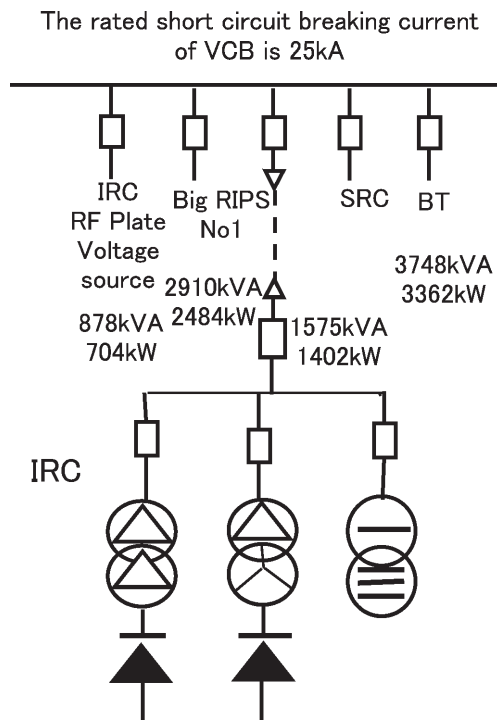 The rated short circuit breaking current
of VCB is 25kA
IRC
RF Plate
Voltage
source
Big RIPS
No1
SRC
BT
3748kVA
3362kW
2910kVA
2484kW
878kVA
704kW
1575kVA
1402kW
IRC